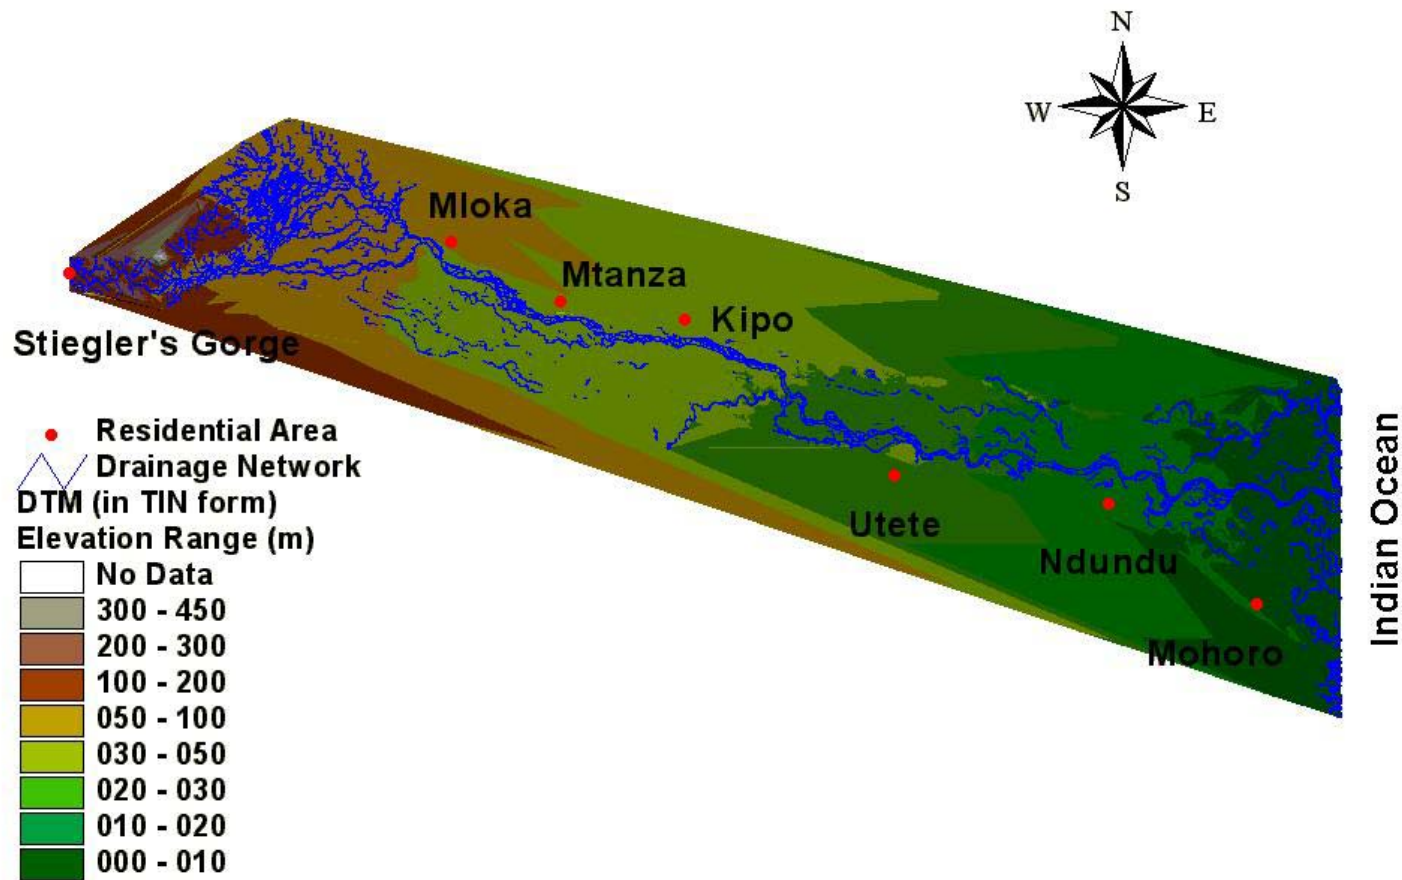 N
W E
S
Mloka
Mtanza
Kipo
Stiegler's Gorge
Utete
Ndundu
Mohoro
Indian Ocean
Residential Area
Drainage Network
DTM (in TIN form)
Elevation Range (m)
No Data
300 - 450
200 - 300
100 - 200
050 - 100
030 - 050
020 - 030
010 - 020
000 - 010